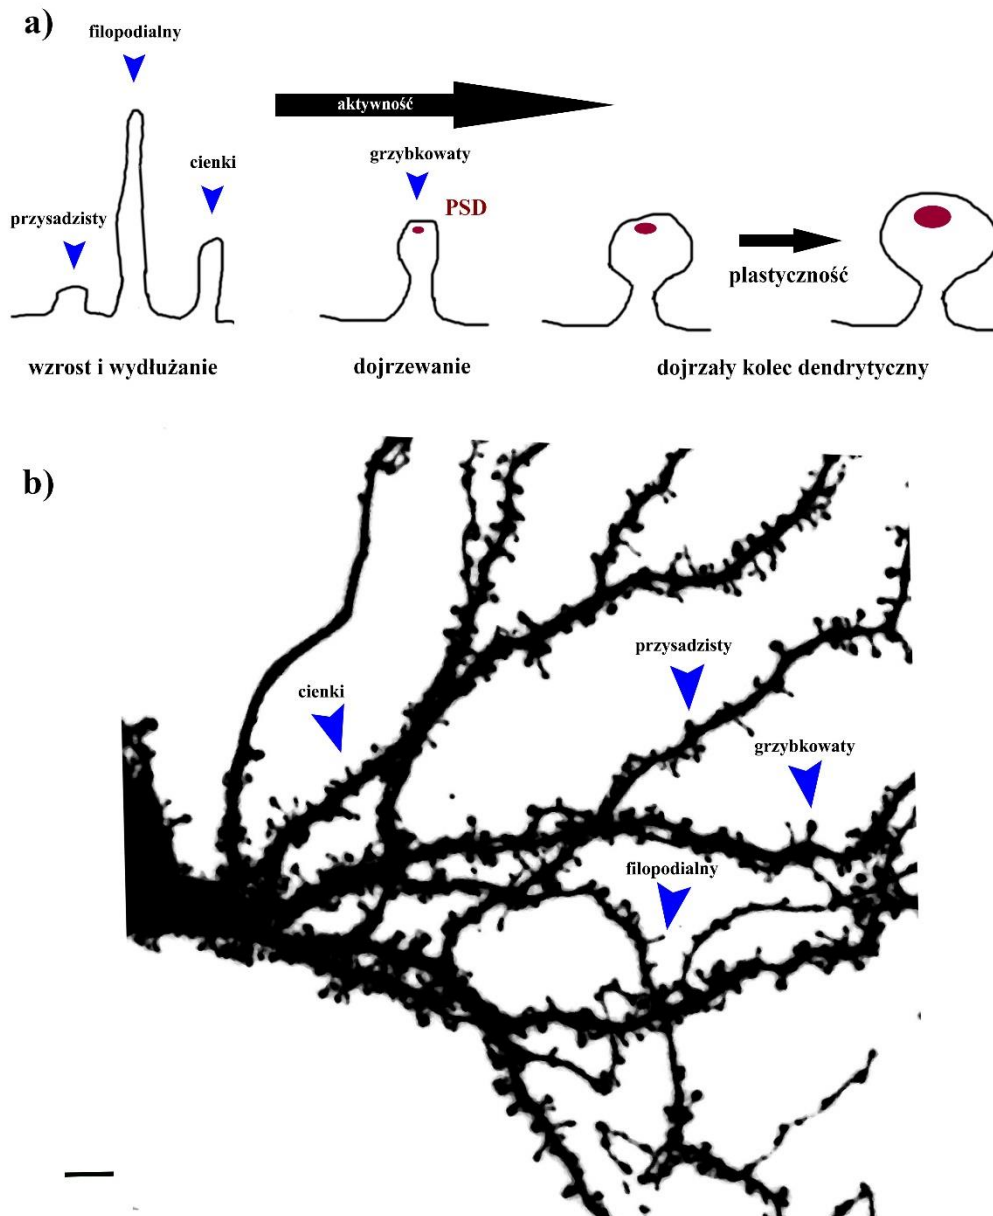 a)
filopodialny
aktywność
cienki
grzybkowaty
przysadzisty
PSD
plastyczność
wzrost i wydłużanie
dojrzewanie
dojrzały kolec dendrytyczny
b)
przysadzisty
cienki
grzybkowaty
filopodialny